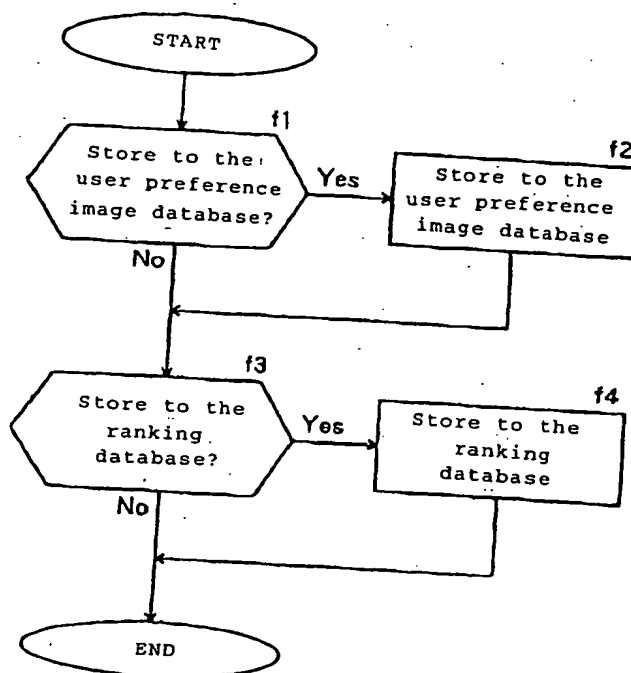 START
f1
Store to the
user preference
image database?
Yes
f2
Store to the
user preference
image database
No
f3
Store to the
ranking
database?
Yes
f4
Store to the
ranking
database
No
END